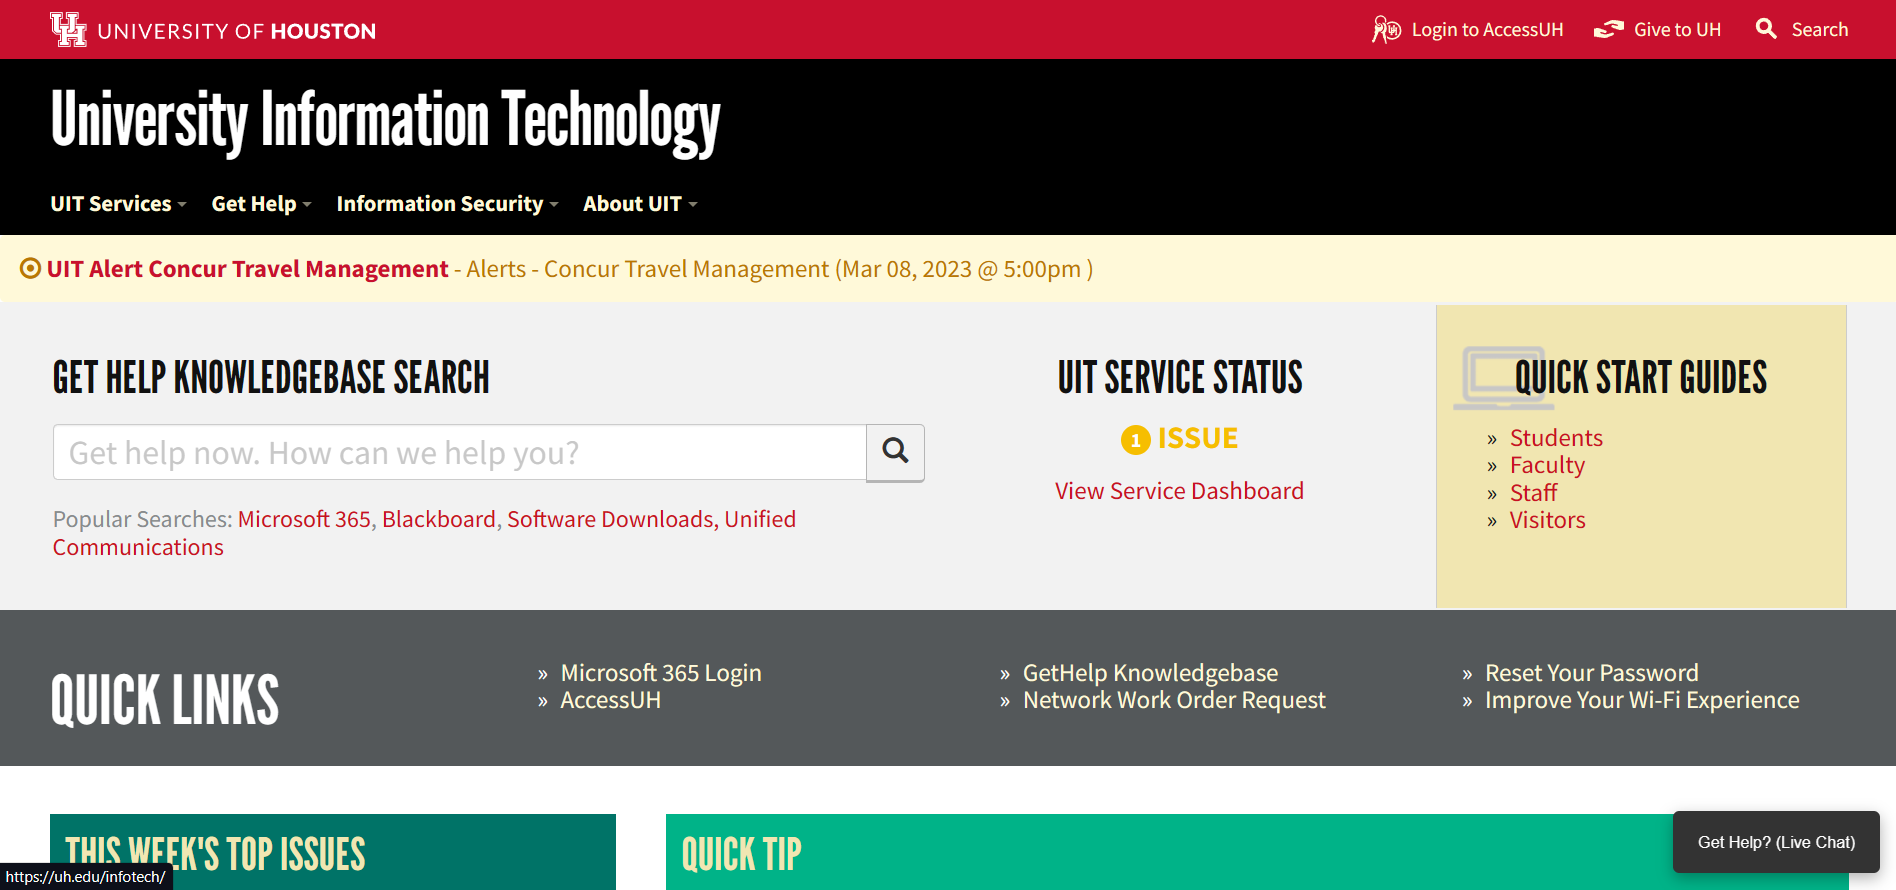 UNIVERSITY OF HOUSTON
Login to AccessUH
Give to UH
Search
University Information Technology
UIT Services
Get Help
Information Security
About UIT
UIT Alert Concur Travel Management - Alerts - Concur Travel Management (Mar 08, 2023 @ 5:00pm )
GET HELP KNOWLEDGEBASE SEARCH
Get help now. How can we help you?
Popular Searches: Microsoft 365, Blackboard, Software Downloads, Unified
Communications
UIT SERVICE STATUS
1 ISSUE
View Service Dashboard
QUICK START GUIDES
» Students
» Faculty
» Staff
» Visitors
QUICK LINKS
» Microsoft 365 Login
» AccessUH
» GetHelp Knowledgebase
» Network Work Order Request
» Reset Your Password
» Improve Your Wi-Fi Experience
THIS WEEK'S TOP ISSUES
QUICK TIP
Get Help? (Live Chat)
https://uh.edu/infotech/